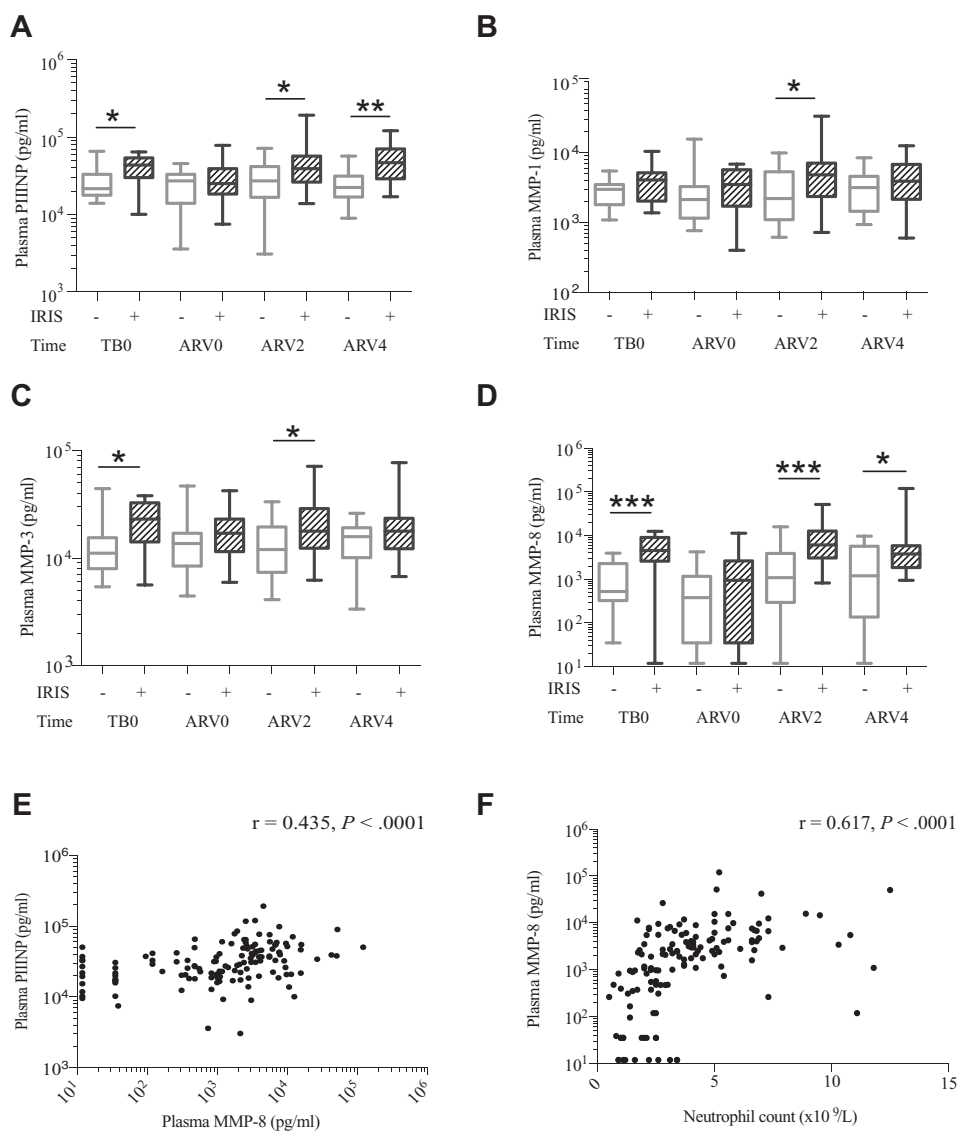 A
Plasma PIIINP (pg/ml)
10^6
10^5
10^4
10^3
* * **
IRIS - + - + - + - +
Time TB0 ARV0 ARV2 ARV4
B
Plasma MMP-1 (pg/ml)
10^5
10^4
10^3
10^2
*
IRIS - + - + - + - +
Time TB0 ARV0 ARV2 ARV4
C
Plasma MMP-3 (pg/ml)
10^5
10^4
10^3
* *
IRIS - + - + - + - +
Time TB0 ARV0 ARV2 ARV4
D
Plasma MMP-8 (pg/ml)
10^6
10^5
10^4
10^3
10^2
10^1
*** *** *
IRIS - + - + - + - +
Time TB0 ARV0 ARV2 ARV4
E
r = 0.435, P < .0001
Plasma PIIINP (pg/ml)
10^6
10^5
10^4
10^3
10^1 10^2 10^3 10^4 10^5 10^6
Plasma MMP-8 (pg/ml)
F
r = 0.617, P < .0001
Plasma MMP-8 (pg/ml)
10^6
10^5
10^4
10^3
10^2
10^1
0 5 10 15
Neutrophil count (x10^9/L)